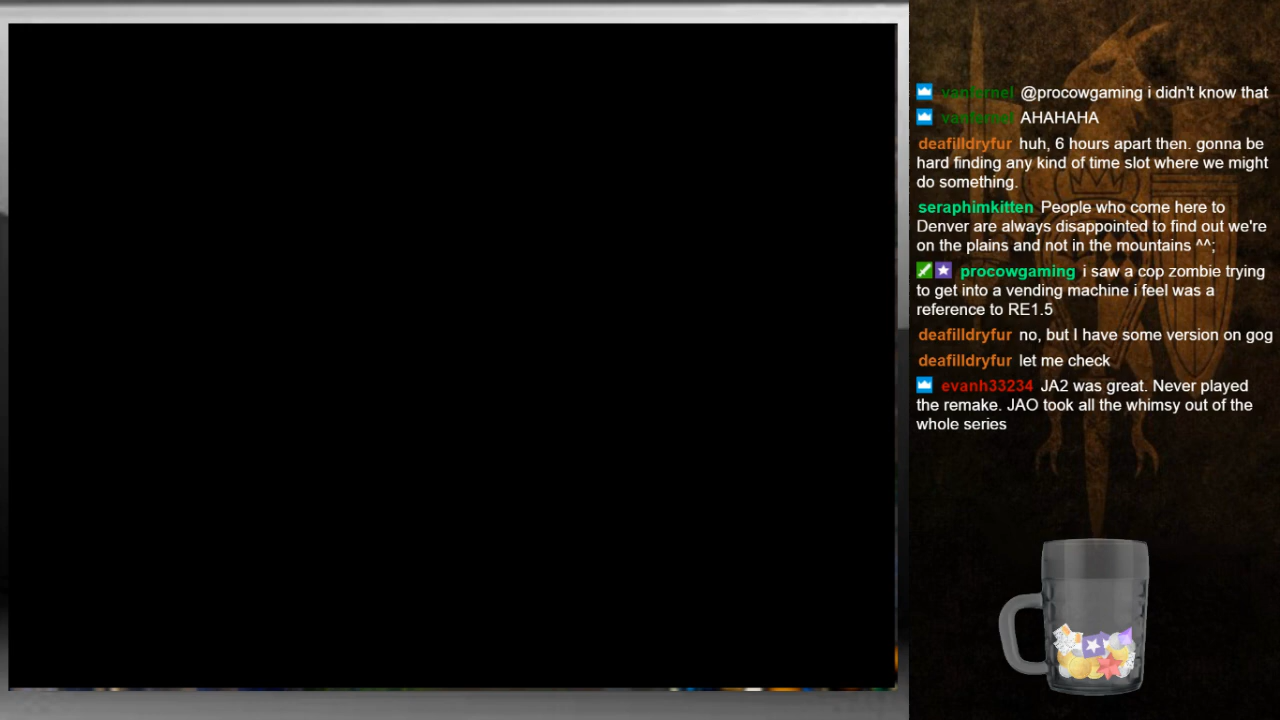 vanfernel @procowgaming i didn't know that
vanfernel AHAHAHA
deafilldryfur huh, 6 hours apart then. gonna be
hard finding any kind of time slot where we might
do something.
seraphimkitten People who come here to
Denver are always disappointed to find out we're
on the plains and not in the mountains ^^;
procowgaming i saw a cop zombie trying
to get into a vending machine i feel was a
reference to RE1.5
deafilldryfur no, but I have some version on gog
deafilldryfur let me check
evanh33234 JA2 was great. Never played
the remake. JAO took all the whimsy out of the
whole series